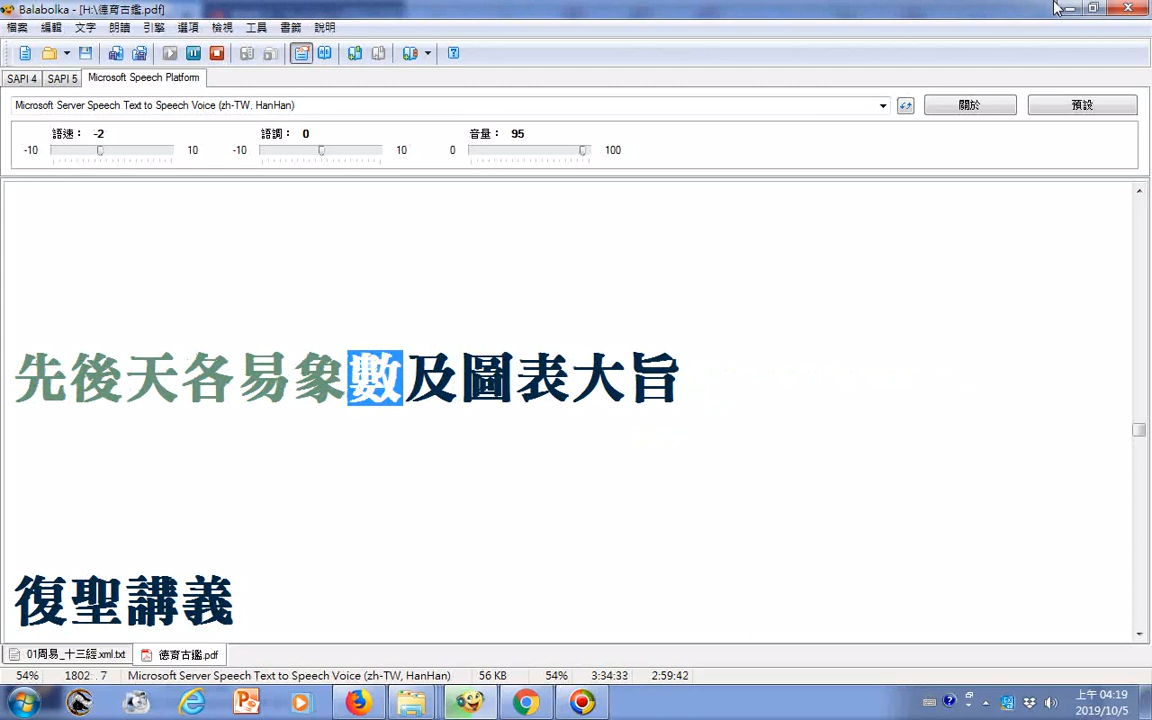 Balabolka - [H:\德育古鑑.pdf]
檔案 編輯 文字 朗讀 引擎 選項 檢視 工具 書籤 說明
SAPI 4 SAPI 5 Microsoft Speech Platform
Microsoft Server Speech Text to Speech Voice (zh-TW, HanHan) 關於 預設
語速： -2 語調： 0 音量： 95
-10 10 -10 10 0 100
先後天各易象數及圖表大旨
復聖講義
01周易_十三經.xml.txt 德育古鑑.pdf
54% 1802: 7 Microsoft Server Speech Text to Speech Voice (zh-TW, HanHan) 56 KB 54% 3:34:33 2:59:42
上午 04:19
2019/10/5